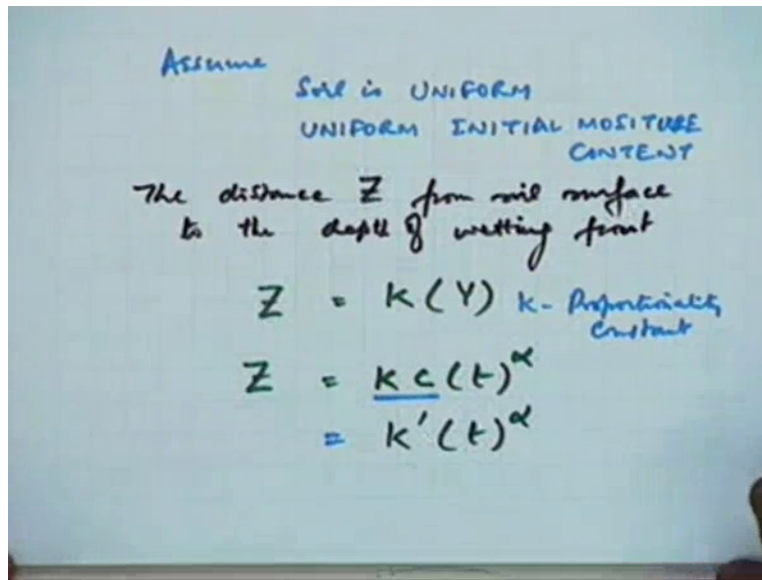 Assume
Soil is UNIFORM
UNIFORM INITIAL MOSITURE
CONTENT
The distance Z from soil surface
to the depth of wetting front
Z = K(Y) K- Proportionality
Constant
Z = K C (t)^α
= K' (t)^α